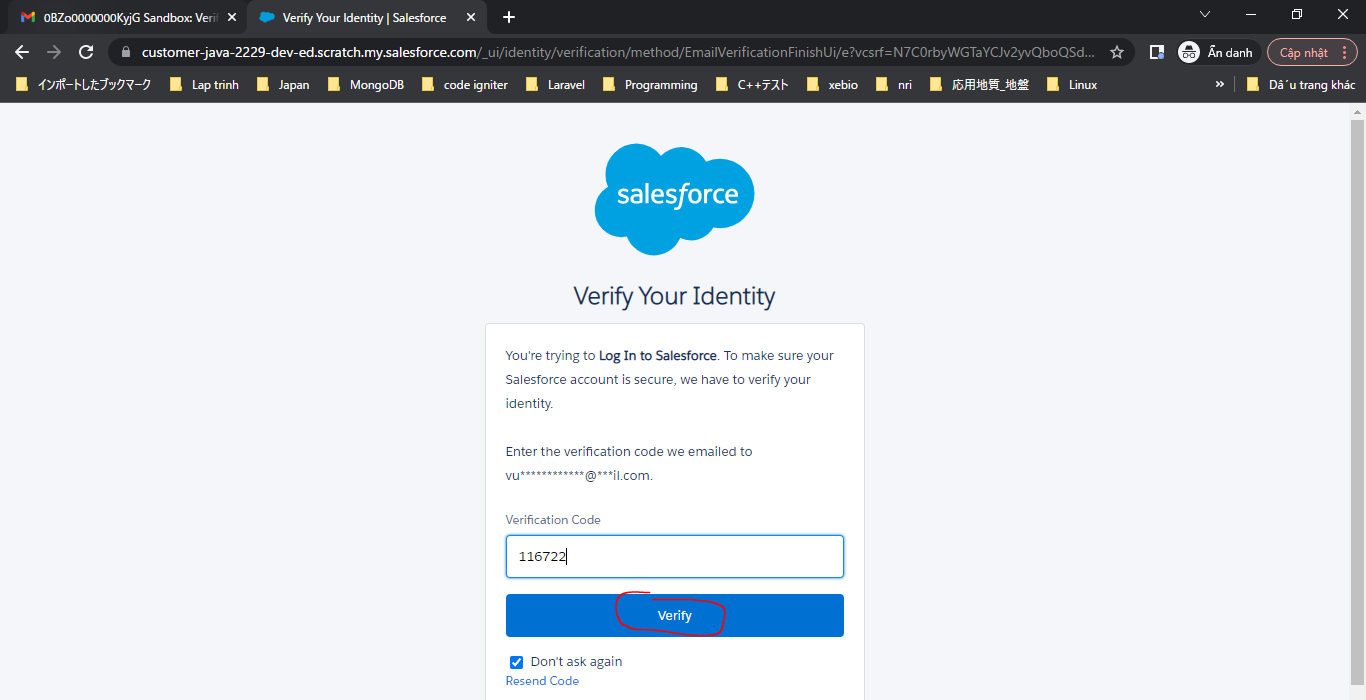 0BZo0000000KyjG Sandbox: Verif
Verify Your Identity | Salesforce
customer-java-2229-dev-ed.scratch.my.salesforce.com/_ui/identity/verification/method/EmailVerificationFinishUi/e?vcsrf=N7C0rbyWGTaYCJv2yvQboQSd...
Ẩn danh
Cập nhật
インポートしたブックマーク
Lap trinh
Japan
MongoDB
code igniter
Laravel
Programming
C++テスト
xebio
nri
応用地質_地盤
Linux
»
Dấu trang khác
salesforce
Verify Your Identity
You're trying to Log In to Salesforce. To make sure your
Salesforce account is secure, we have to verify your
identity.
Enter the verification code we emailed to
vu************@***il.com.
Verification Code
116722
Verify
Don't ask again
Resend Code